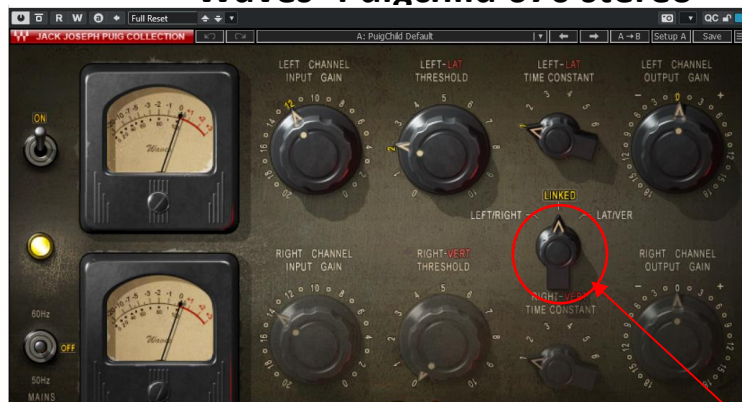 Waves PuigChild 670 stereo
R W Full Reset QC
JACK JOSEPH PUIG COLLECTION A: PuigChild Default A→B Setup A Save
LEFT CHANNEL
INPUT GAIN
LEFT-LAT
THRESHOLD
LEFT-LAT
TIME CONSTANT
LEFT CHANNEL
OUTPUT GAIN
ON
Waves
LINKED
LEFT/RIGHT
LAT/VER
RIGHT CHANNEL
INPUT GAIN
RIGHT-VERT
THRESHOLD
RIGHT-VERT
TIME CONSTANT
RIGHT CHANNEL
OUTPUT GAIN
60Hz
OFF
50Hz
MAINS
Waves